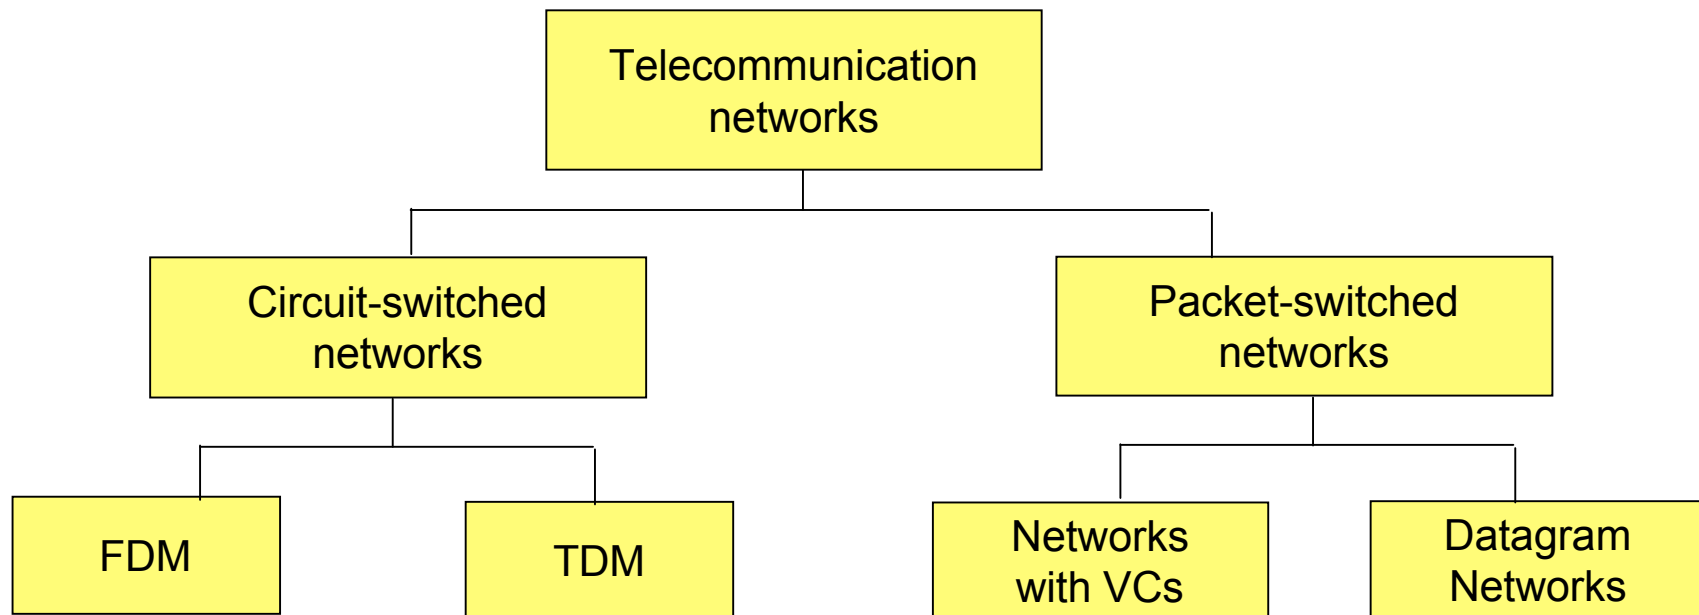 Telecommunication
networks
Circuit-switched
networks
Packet-switched
networks
FDM
TDM
Networks
with VCs
Datagram
Networks